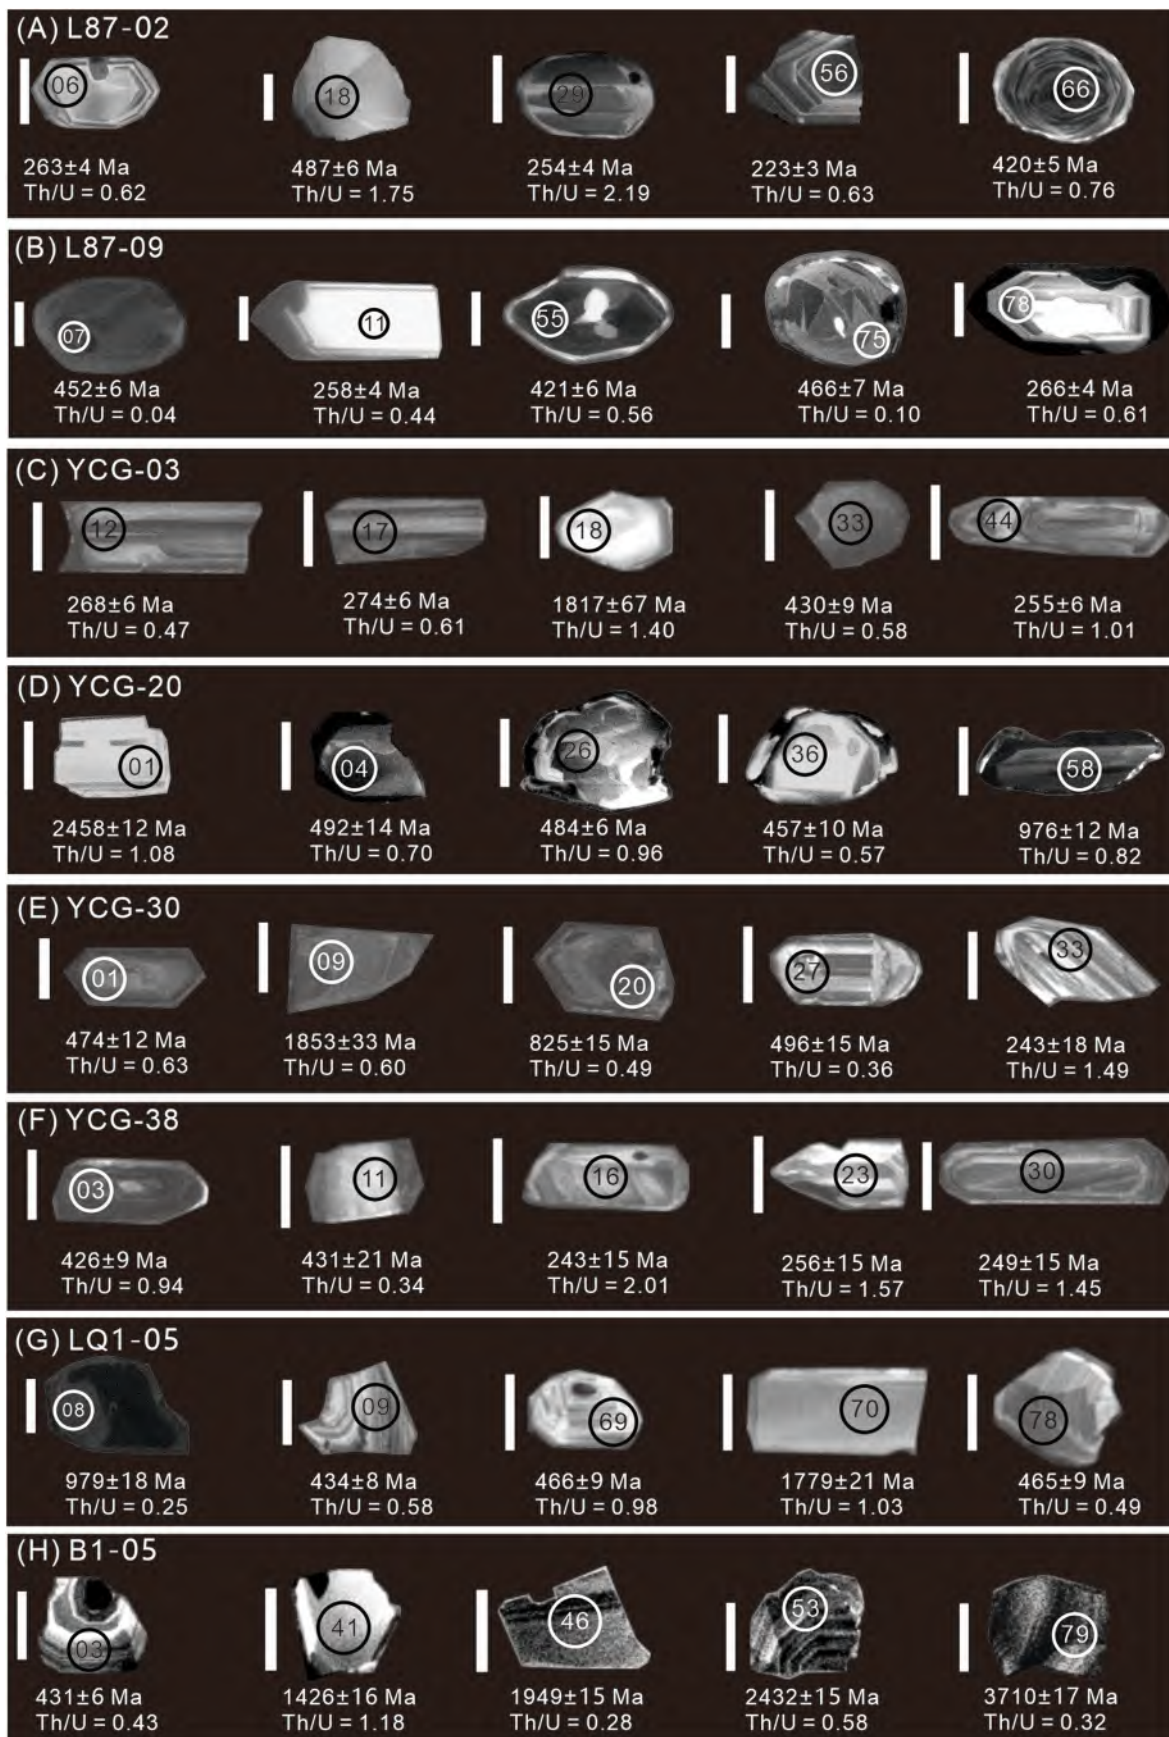 (A) L87-02
06 18 29 56 66
263±4 Ma 487±6 Ma 254±4 Ma 223±3 Ma 420±5 Ma
Th/U = 0.62 Th/U = 1.75 Th/U = 2.19 Th/U = 0.63 Th/U = 0.76
(B) L87-09
07 11 55 75 78
452±6 Ma 258±4 Ma 421±6 Ma 466±7 Ma 266±4 Ma
Th/U = 0.04 Th/U = 0.44 Th/U = 0.56 Th/U = 0.10 Th/U = 0.61
(C) YCG-03
12 17 18 33 44
268±6 Ma 274±6 Ma 1817±67 Ma 430±9 Ma 255±6 Ma
Th/U = 0.47 Th/U = 0.61 Th/U = 1.40 Th/U = 0.58 Th/U = 1.01
(D) YCG-20
01 04 26 36 58
2458±12 Ma 492±14 Ma 484±6 Ma 457±10 Ma 976±12 Ma
Th/U = 1.08 Th/U = 0.70 Th/U = 0.96 Th/U = 0.57 Th/U = 0.82
(E) YCG-30
01 09 20 27 33
474±12 Ma 1853±33 Ma 825±15 Ma 496±15 Ma 243±18 Ma
Th/U = 0.63 Th/U = 0.60 Th/U = 0.49 Th/U = 0.36 Th/U = 1.49
(F) YCG-38
03 11 16 23 30
426±9 Ma 431±21 Ma 243±15 Ma 256±15 Ma 249±15 Ma
Th/U = 0.94 Th/U = 0.34 Th/U = 2.01 Th/U = 1.57 Th/U = 1.45
(G) LQ1-05
08 09 69 70 78
979±18 Ma 434±8 Ma 466±9 Ma 1779±21 Ma 465±9 Ma
Th/U = 0.25 Th/U = 0.58 Th/U = 0.98 Th/U = 1.03 Th/U = 0.49
(H) B1-05
03 41 46 53 79
431±6 Ma 1426±16 Ma 1949±15 Ma 2432±15 Ma 3710±17 Ma
Th/U = 0.43 Th/U = 1.18 Th/U = 0.28 Th/U = 0.58 Th/U = 0.32